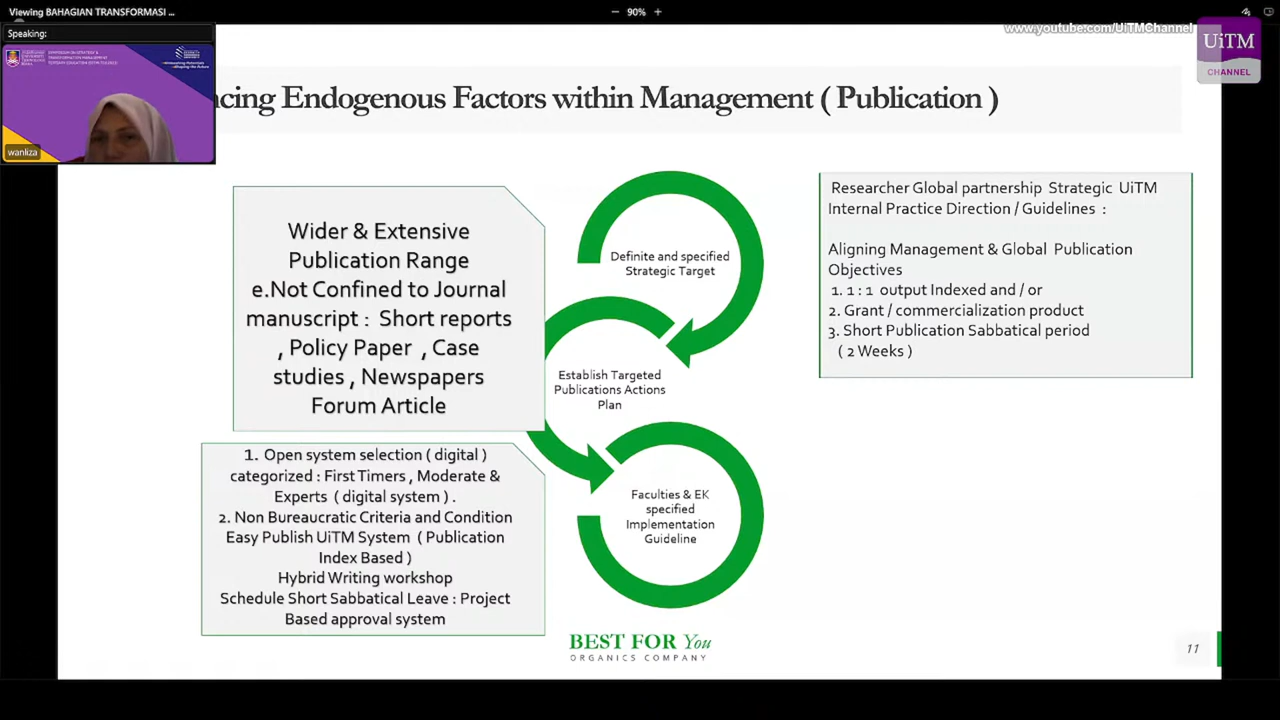 Viewing BAHAGIAN TRANSFORMASI ...
90%
Speaking:
www.youtube.com/UiTMChannel
UiTM
CHANNEL
wanliza
ncing Endogenous Factors within Management ( Publication )
Wider & Extensive
Publication Range
e.Not Confined to Journal
manuscript : Short reports
, Policy Paper , Case
studies , Newspapers
Forum Article
1. Open system selection ( digital )
categorized : First Timers , Moderate &
Experts ( digital system ) .
2. Non Bureaucratic Criteria and Condition
Easy Publish UiTM System ( Publication
Index Based )
Hybrid Writing workshop
Schedule Short Sabbatical Leave : Project
Based approval system
Definite and specified
Strategic Target
Establish Targeted
Publications Actions
Plan
Faculties & EK
specified
Implementation
Guideline
Researcher Global partnership Strategic UiTM
Internal Practice Direction / Guidelines :
Aligning Management & Global Publication
Objectives
1. 1 : 1 output Indexed and / or
2. Grant / commercialization product
3. Short Publication Sabbatical period
( 2 Weeks )
BEST FOR You
ORGANICS COMPANY
11